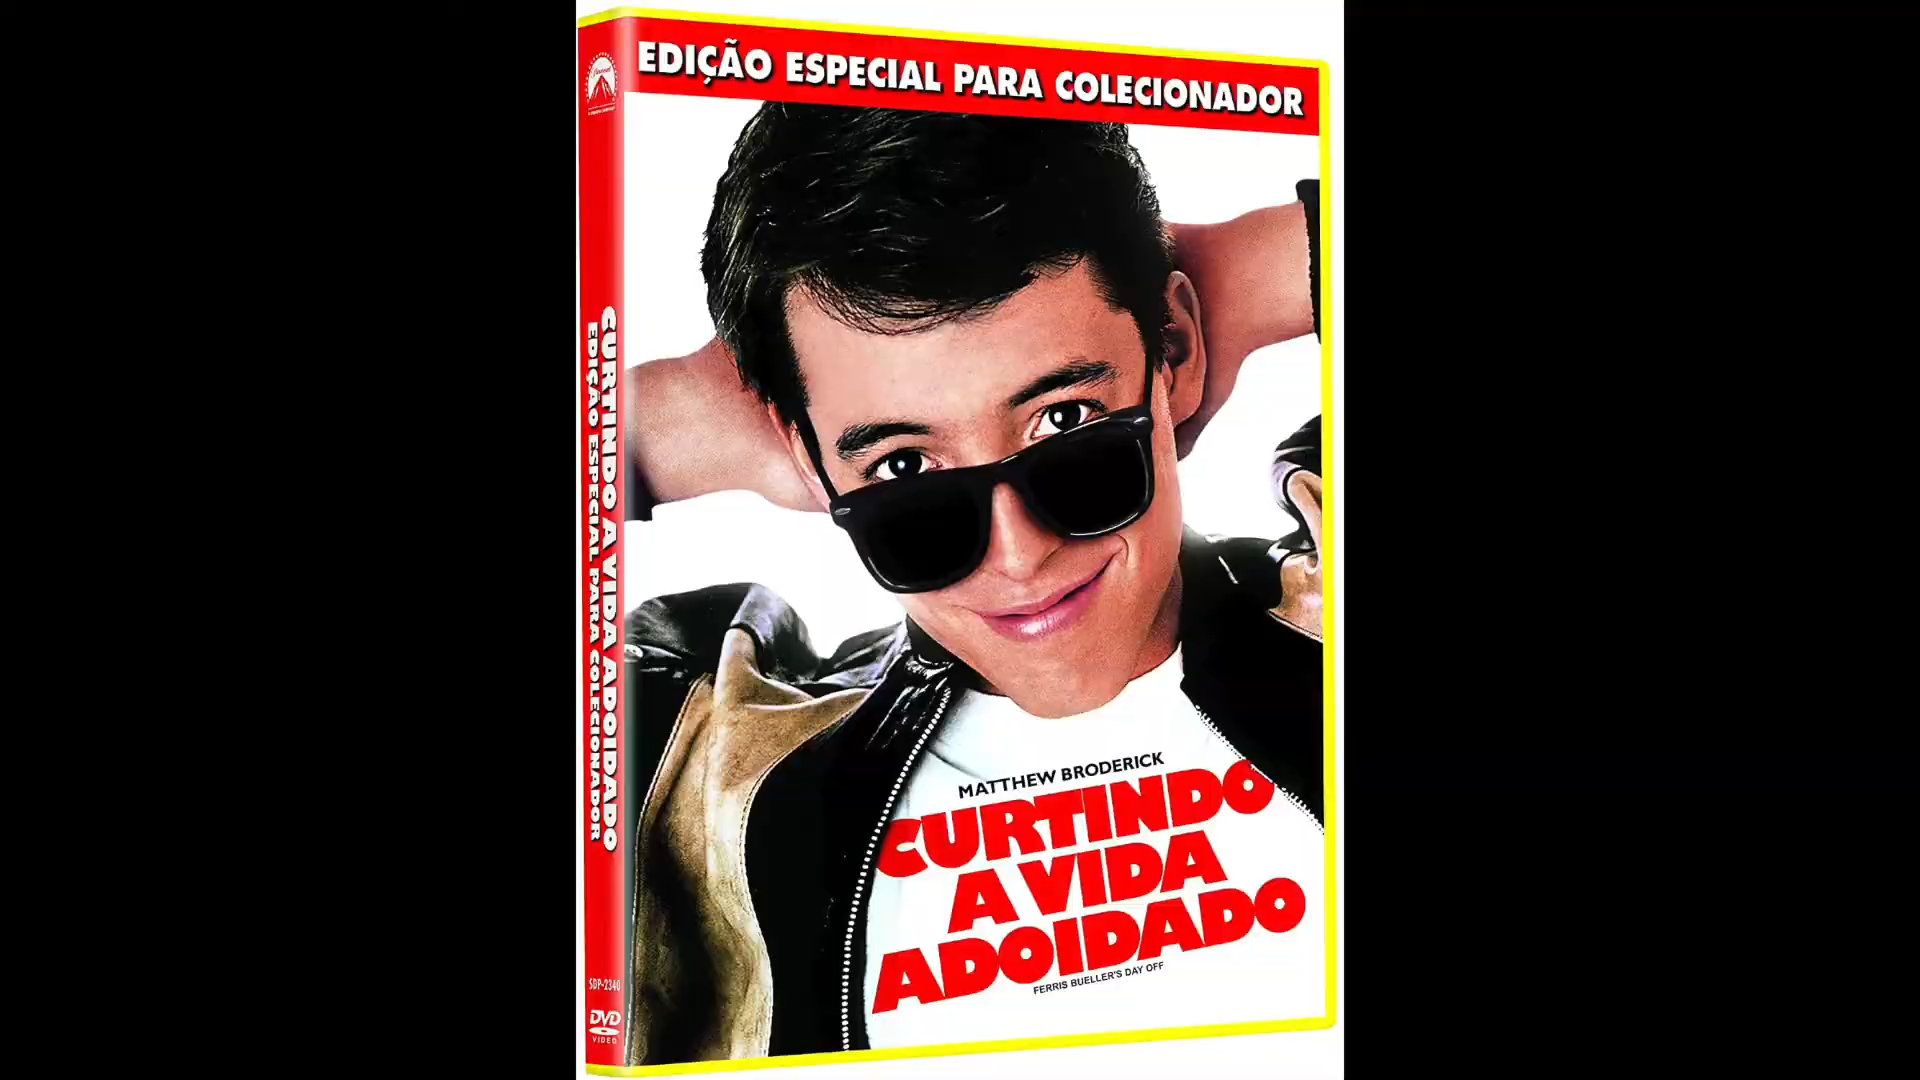 EDIÇÃO ESPECIAL PARA COLECIONADOR
CURTINDO A VIDA ADOIDADO
EDIÇÃO ESPECIAL PARA COLECIONADOR
SDP-2340
DVD
VIDEO
MATTHEW BRODERICK
CURTINDO
A VIDA
ADOIDADO
FERRIS BUELLER'S DAY OFF